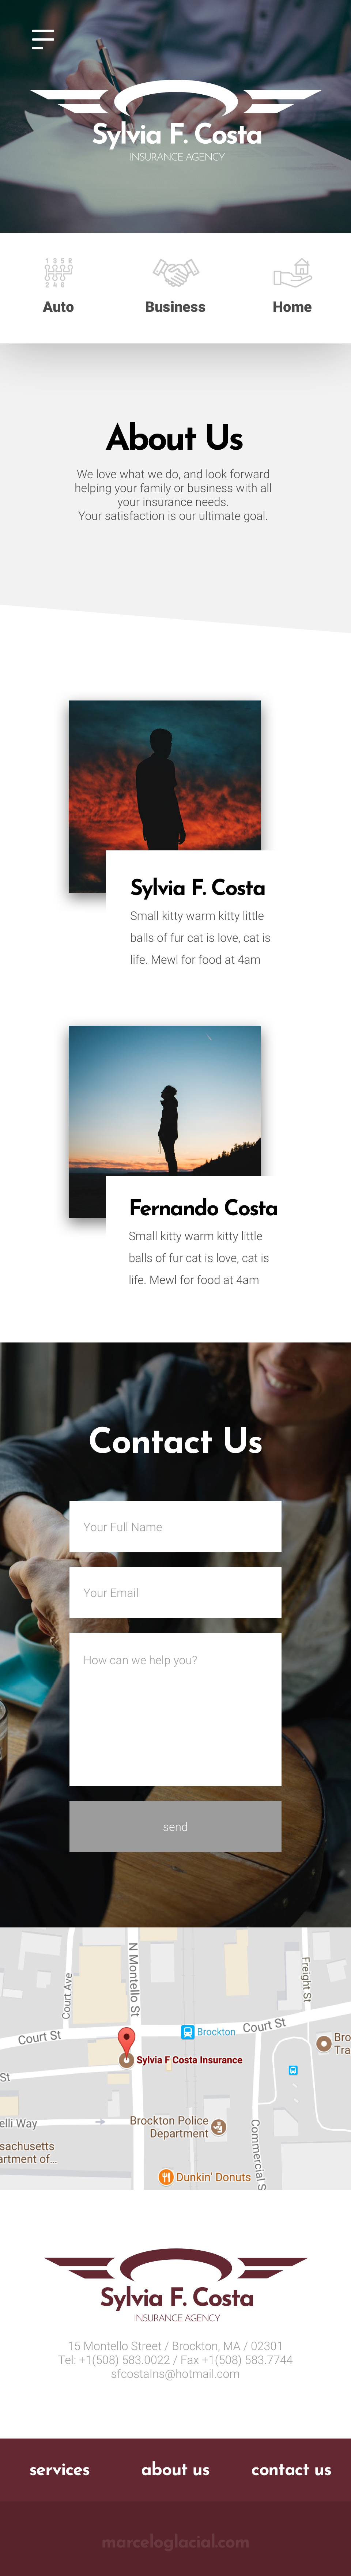 Sylvia F. Costa
INSURANCE AGENCY
1 3 5 R
2 4 6
Auto
Business
Home
About Us
We love what we do, and look forward
helping your family or business with all
your insurance needs.
Your satisfaction is our ultimate goal.
Sylvia F. Costa
Small kitty warm kitty little
balls of fur cat is love, cat is
life. Mewl for food at 4am
Fernando Costa
Small kitty warm kitty little
balls of fur cat is love, cat is
life. Mewl for food at 4am
Contact Us
Your Full Name
Your Email
How can we help you?
send
N Montello St
Court Ave
Freight St
Brockton
Court St
Court St
Bro
Tra
Sylvia F Costa Insurance
St
elli Way
Brockton Police
Department
Commercial S
sachusetts
artment of...
Dunkin' Donuts
Sylvia F. Costa
INSURANCE AGENCY
15 Montello Street / Brockton, MA / 02301
Tel: +1(508) 583.0022 / Fax +1(508) 583.7744
sfcostaIns@hotmail.com
services
about us
contact us
marceloglacial.com